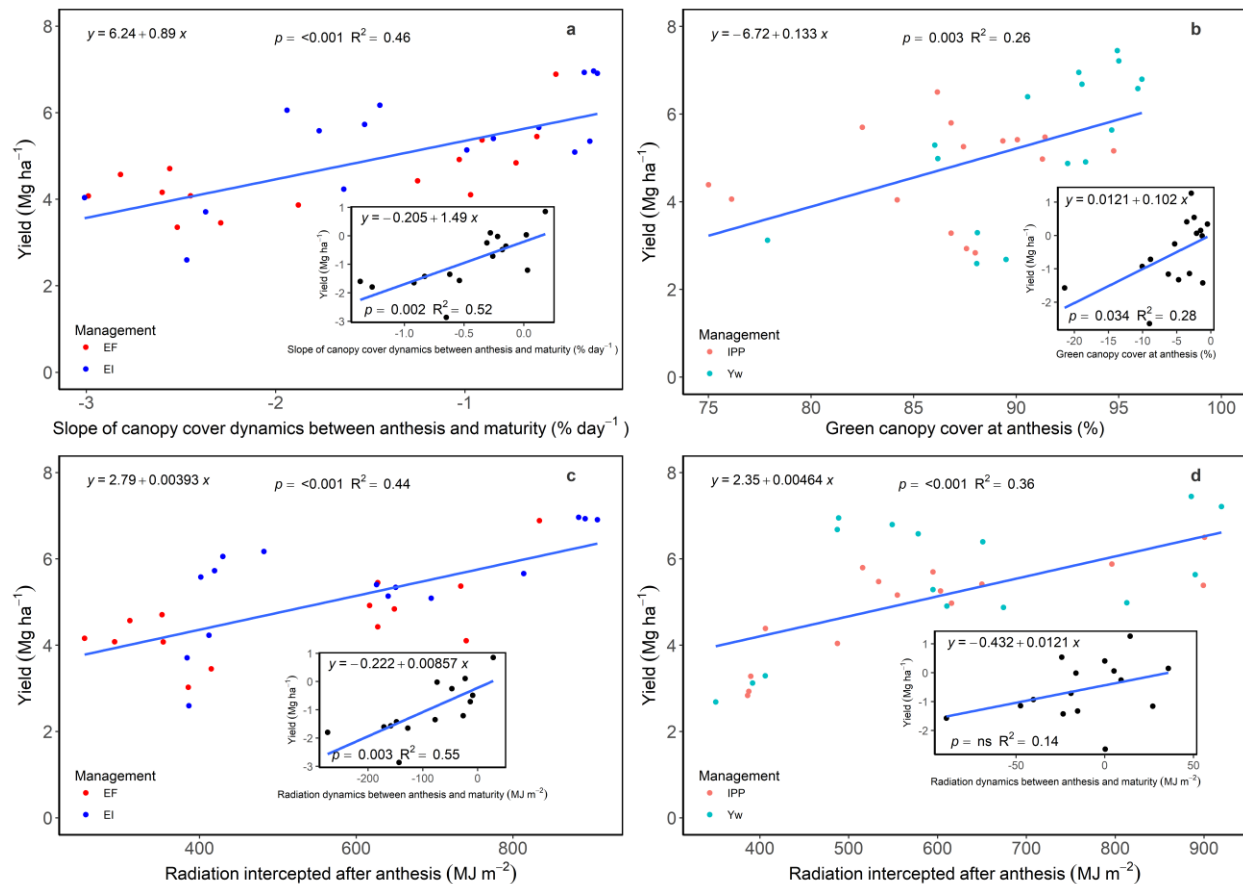 y = 6.24 + 0.89 x
p = <0.001 R² = 0.46
a
Yield (Mg ha⁻¹)
8
6
4
2
0
-3
-2
-1
Slope of canopy cover dynamics between anthesis and maturity (% day⁻¹)
Management
EF
EI
y = −0.205 + 1.49 x
p = 0.002 R² = 0.52
Yield (Mg ha⁻¹)
1
0
-1
-2
-3
-1.0
-0.5
0.0
Slope of canopy cover dynamics between anthesis and maturity (% day⁻¹)
y = −6.72 + 0.133 x
p = 0.003 R² = 0.26
b
Yield (Mg ha⁻¹)
8
6
4
2
0
75
80
85
90
95
100
Green canopy cover at anthesis (%)
Management
IPP
Yw
y = 0.0121 + 0.102 x
p = 0.034 R² = 0.28
Yield (Mg ha⁻¹)
1
0
-1
-2
-20
-15
-10
-5
0
Green canopy cover at anthesis (%)
y = 2.79 + 0.00393 x
p = <0.001 R² = 0.44
c
Yield (Mg ha⁻¹)
8
6
4
2
0
400
600
800
Radiation intercepted after anthesis (MJ m⁻²)
Management
EF
EI
y = −0.222 + 0.00857 x
p = 0.003 R² = 0.55
Yield (Mg ha⁻¹)
1
0
-1
-2
-3
-200
-100
0
Radiation dynamics between anthesis and maturity (MJ m⁻²)
y = 2.35 + 0.00464 x
p = <0.001 R² = 0.36
d
Yield (Mg ha⁻¹)
8
6
4
2
0
400
500
600
700
800
900
Radiation intercepted after anthesis (MJ m⁻²)
Management
IPP
Yw
y = −0.432 + 0.0121 x
p = ns R² = 0.14
Yield (Mg ha⁻¹)
1
0
-1
-2
-50
0
50
Radiation dynamics between anthesis and maturity (MJ m⁻²)